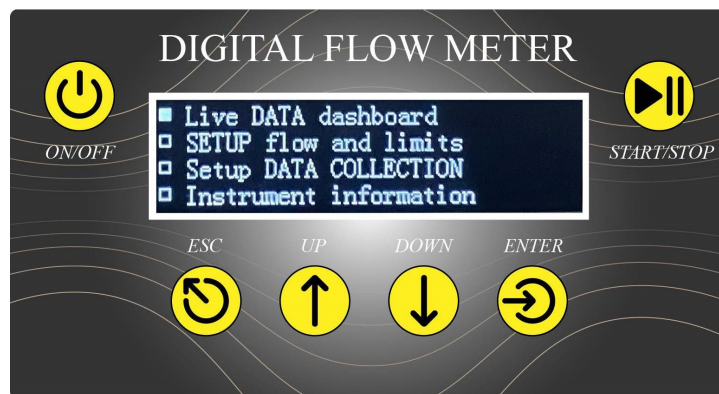 DIGITAL FLOW METER
ON/OFF
Live DATA dashboard
SETUP flow and limits
Setup DATA COLLECTION
Instrument information
START/STOP
ESC UP DOWN ENTER